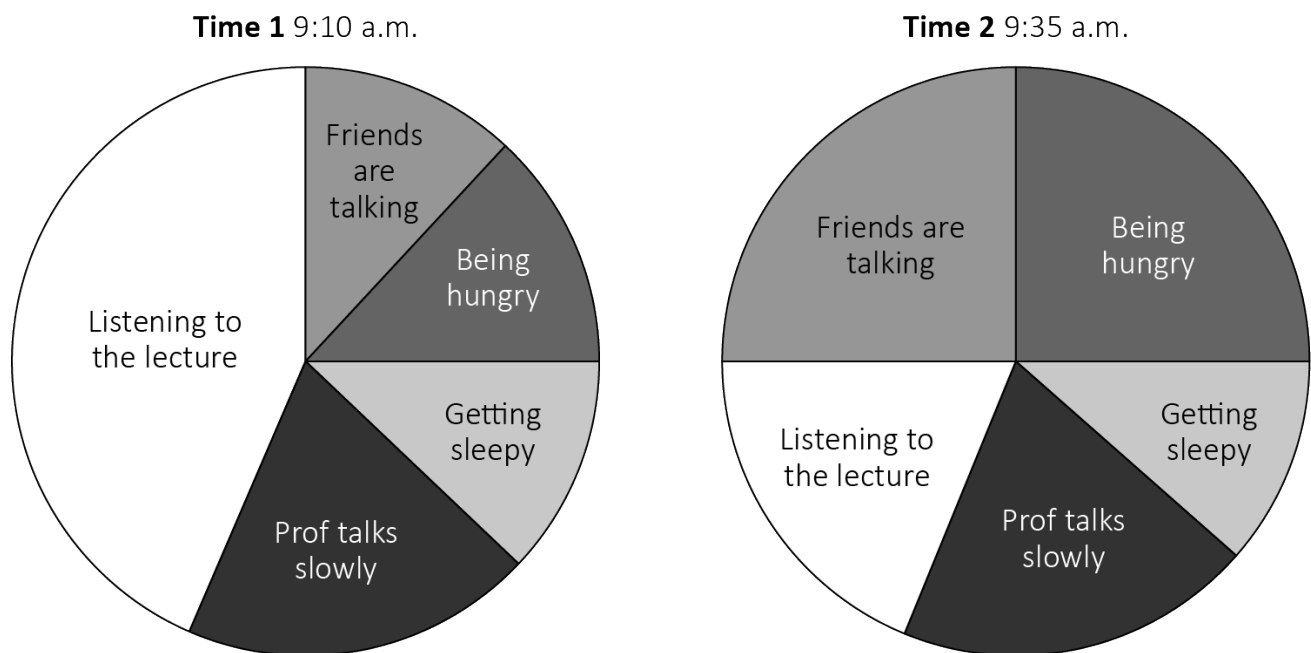 Time 1 9:10 a.m.
Friends
are
talking
Being
hungry
Getting
sleepy
Prof talks
slowly
Listening to
the lecture
Time 2 9:35 a.m.
Being
hungry
Getting
sleepy
Prof talks
slowly
Listening to
the lecture
Friends are
talking